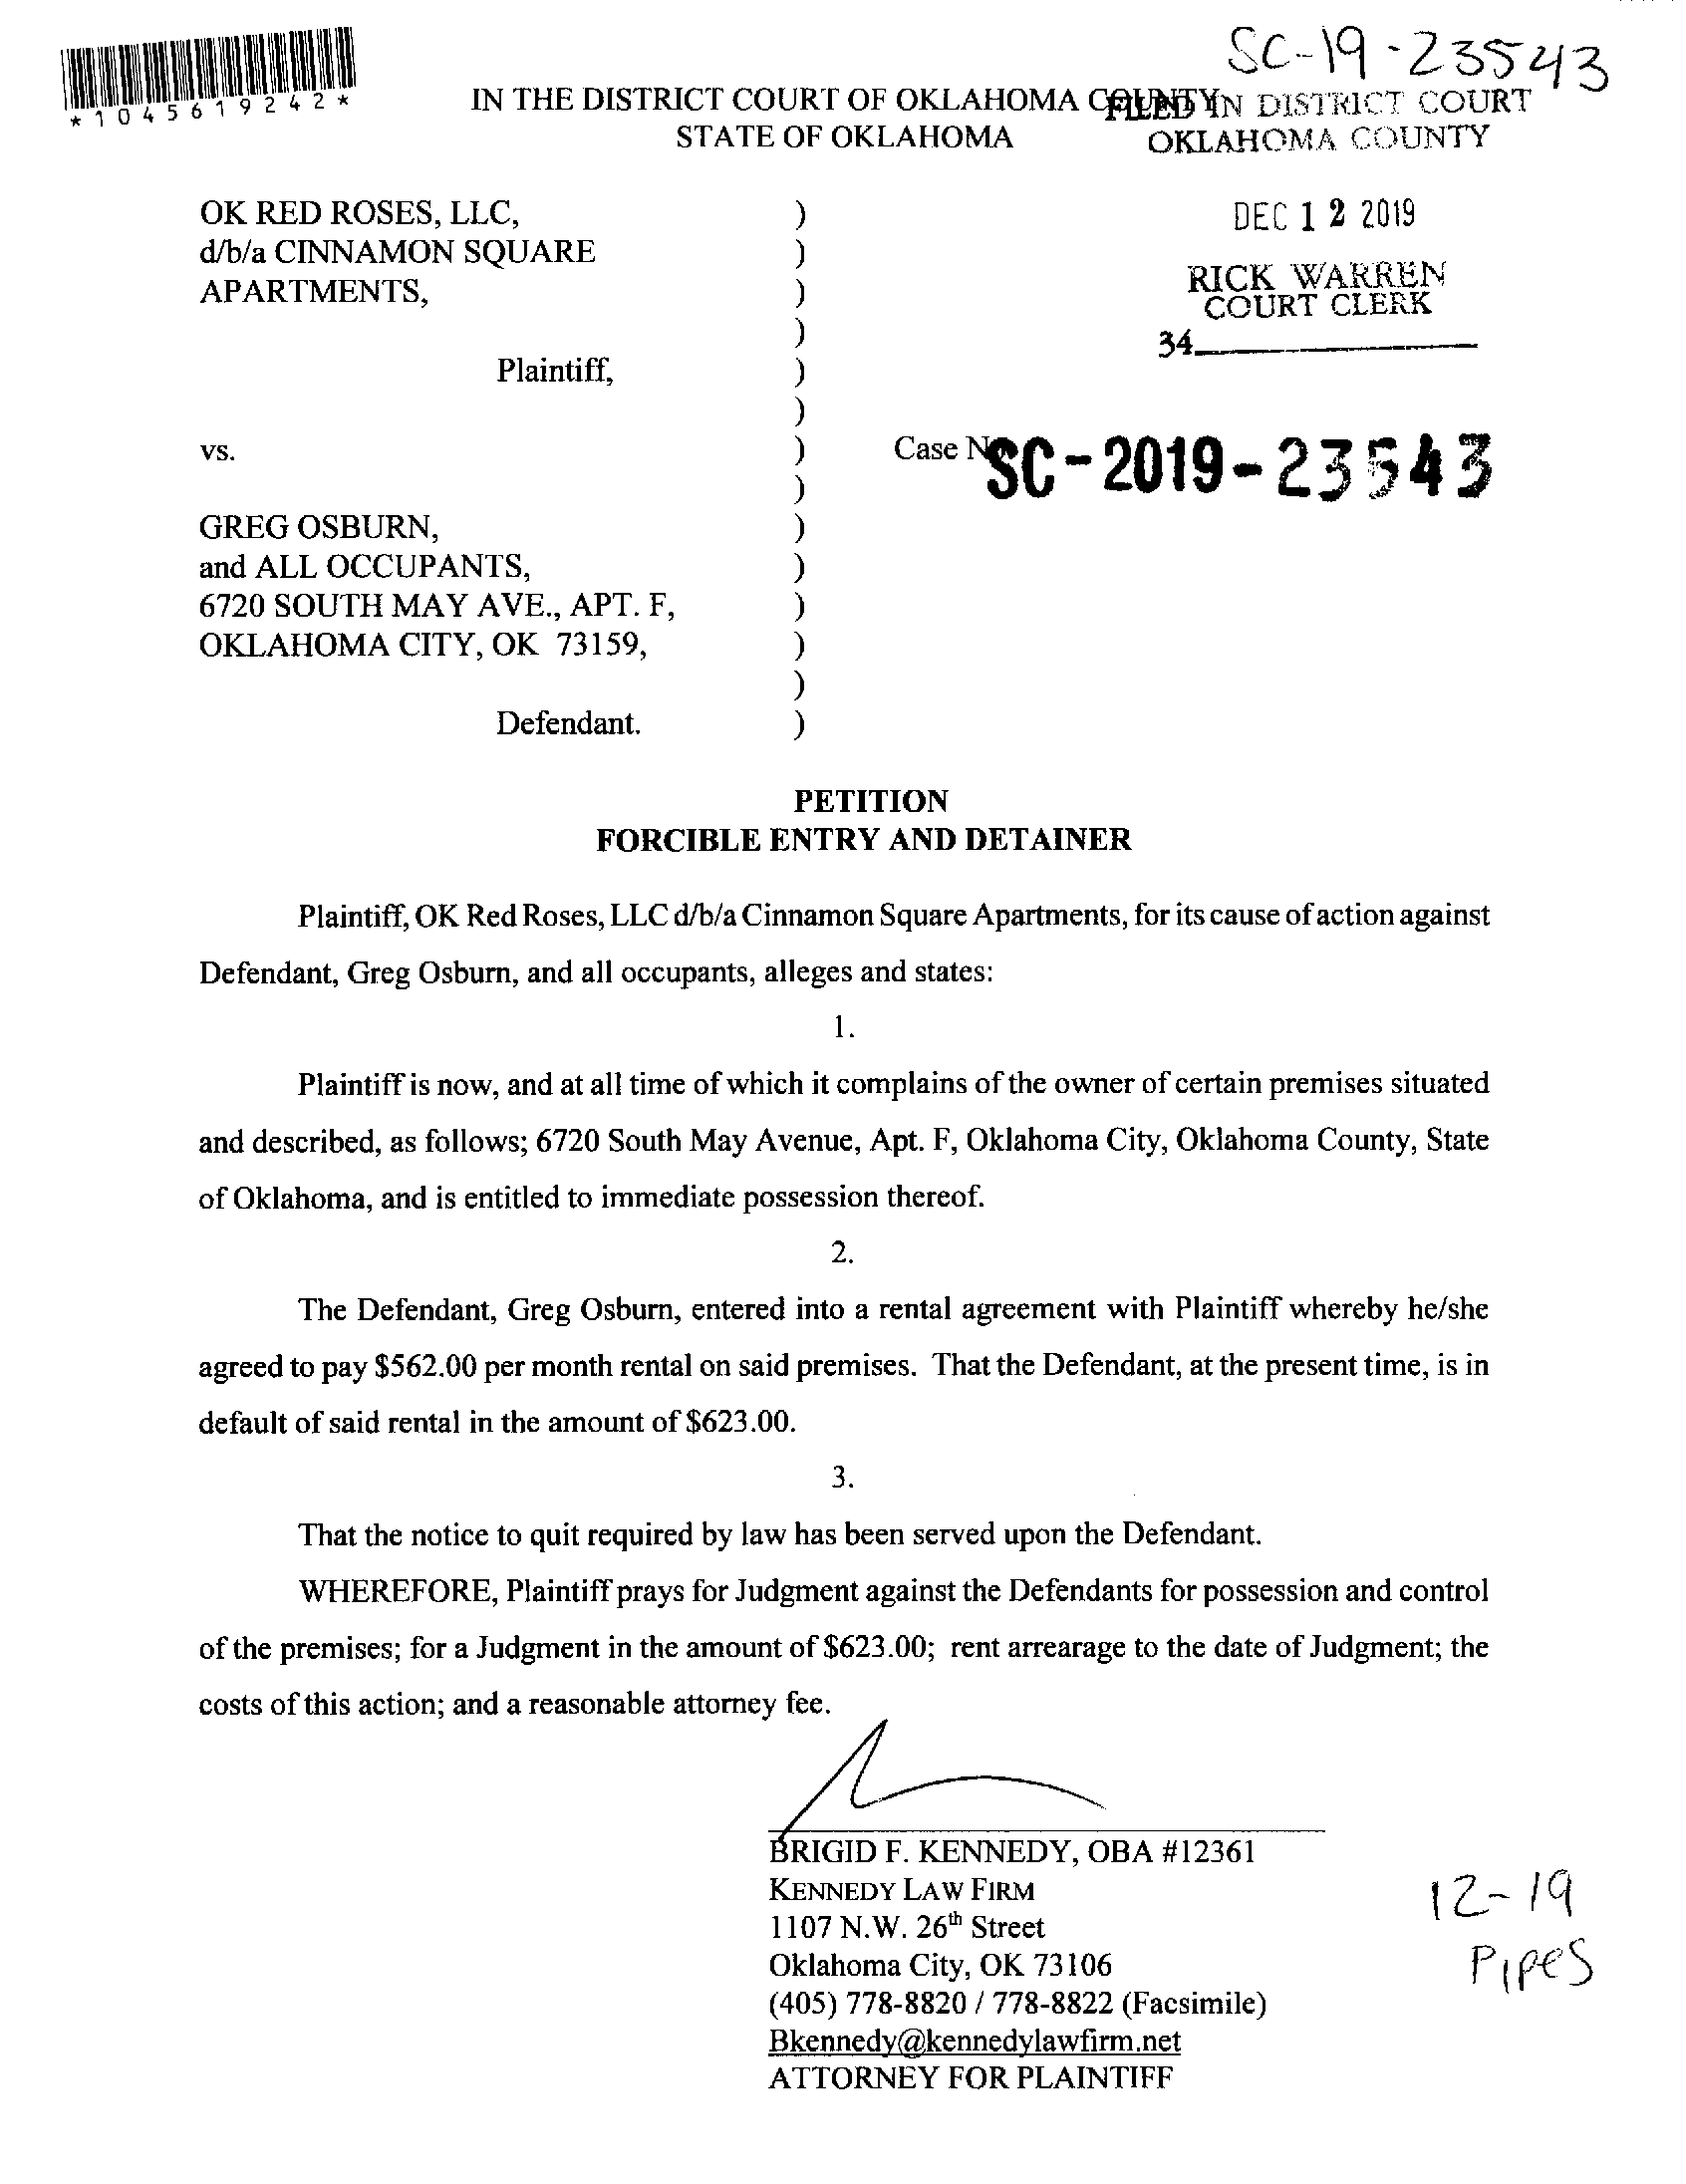 SC-19-23543
*1045619242*
IN THE DISTRICT COURT OF OKLAHOMA COUNTY
STATE OF OKLAHOMA
FILED IN DISTRICT COURT
OKLAHOMA COUNTY
DEC 12 2019
RICK WARREN
COURT CLERK
34
OK RED ROSES, LLC, )
d/b/a CINNAMON SQUARE )
APARTMENTS, )
)
Plaintiff, )
)
vs. )
Case No. SC-2019-23543
)
GREG OSBURN, )
and ALL OCCUPANTS, )
6720 SOUTH MAY AVE., APT. F, )
OKLAHOMA CITY, OK 73159, )
)
Defendant. )
PETITION
FORCIBLE ENTRY AND DETAINER
Plaintiff, OK Red Roses, LLC d/b/a Cinnamon Square Apartments, for its cause of action against
Defendant, Greg Osburn, and all occupants, alleges and states:
1.
Plaintiff is now, and at all time of which it complains of the owner of certain premises situated
and described, as follows; 6720 South May Avenue, Apt. F, Oklahoma City, Oklahoma County, State
of Oklahoma, and is entitled to immediate possession thereof.
2.
The Defendant, Greg Osburn, entered into a rental agreement with Plaintiff whereby he/she
agreed to pay $562.00 per month rental on said premises. That the Defendant, at the present time, is in
default of said rental in the amount of $623.00.
3.
That the notice to quit required by law has been served upon the Defendant.
WHEREFORE, Plaintiff prays for Judgment against the Defendants for possession and control
of the premises; for a Judgment in the amount of $623.00; rent arrearage to the date of Judgment; the
costs of this action; and a reasonable attorney fee.
BRIGID F. KENNEDY, OBA #12361
KENNEDY LAW FIRM
1107 N.W. 26th Street
Oklahoma City, OK 73106
(405) 778-8820 / 778-8822 (Facsimile)
Bkennedy@kennedylawfirm.net
ATTORNEY FOR PLAINTIFF
12-19
Pipes